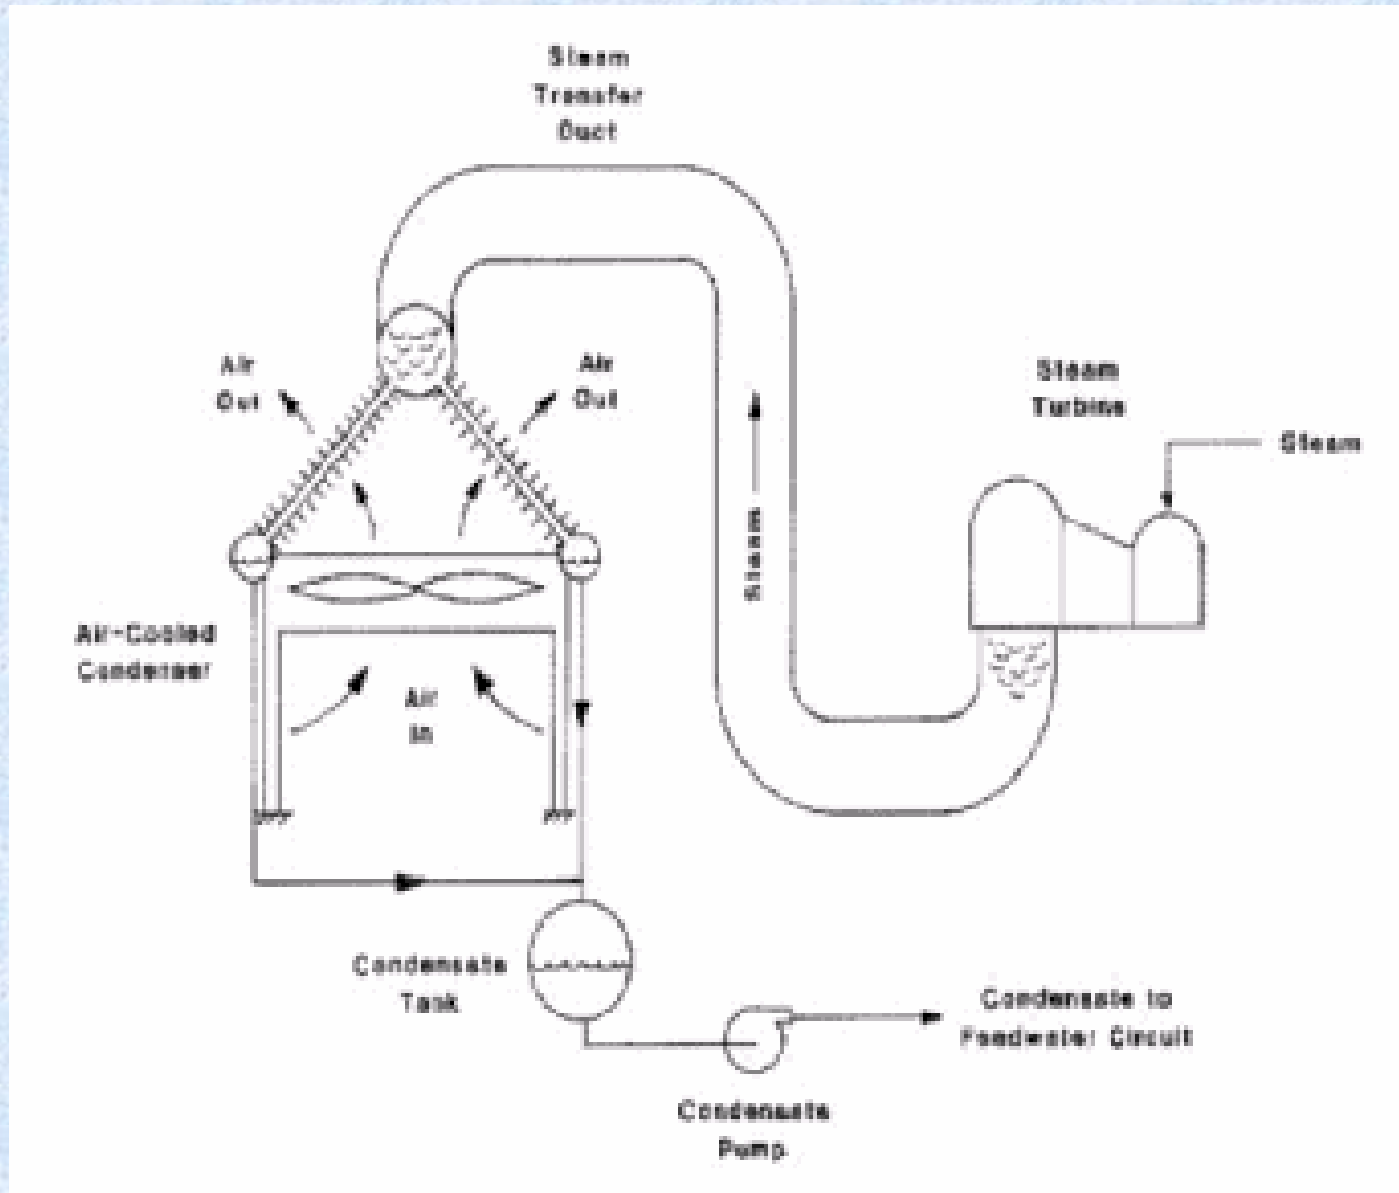 Steam
Transfer
Duct
Air
Out
Air
Out
Steam
Turbine
Steam
Steam
Air-Cooled
Condenser
Air
In
Condensate
Tank
Condensate to
Feedwater Circuit
Condensate
Pump